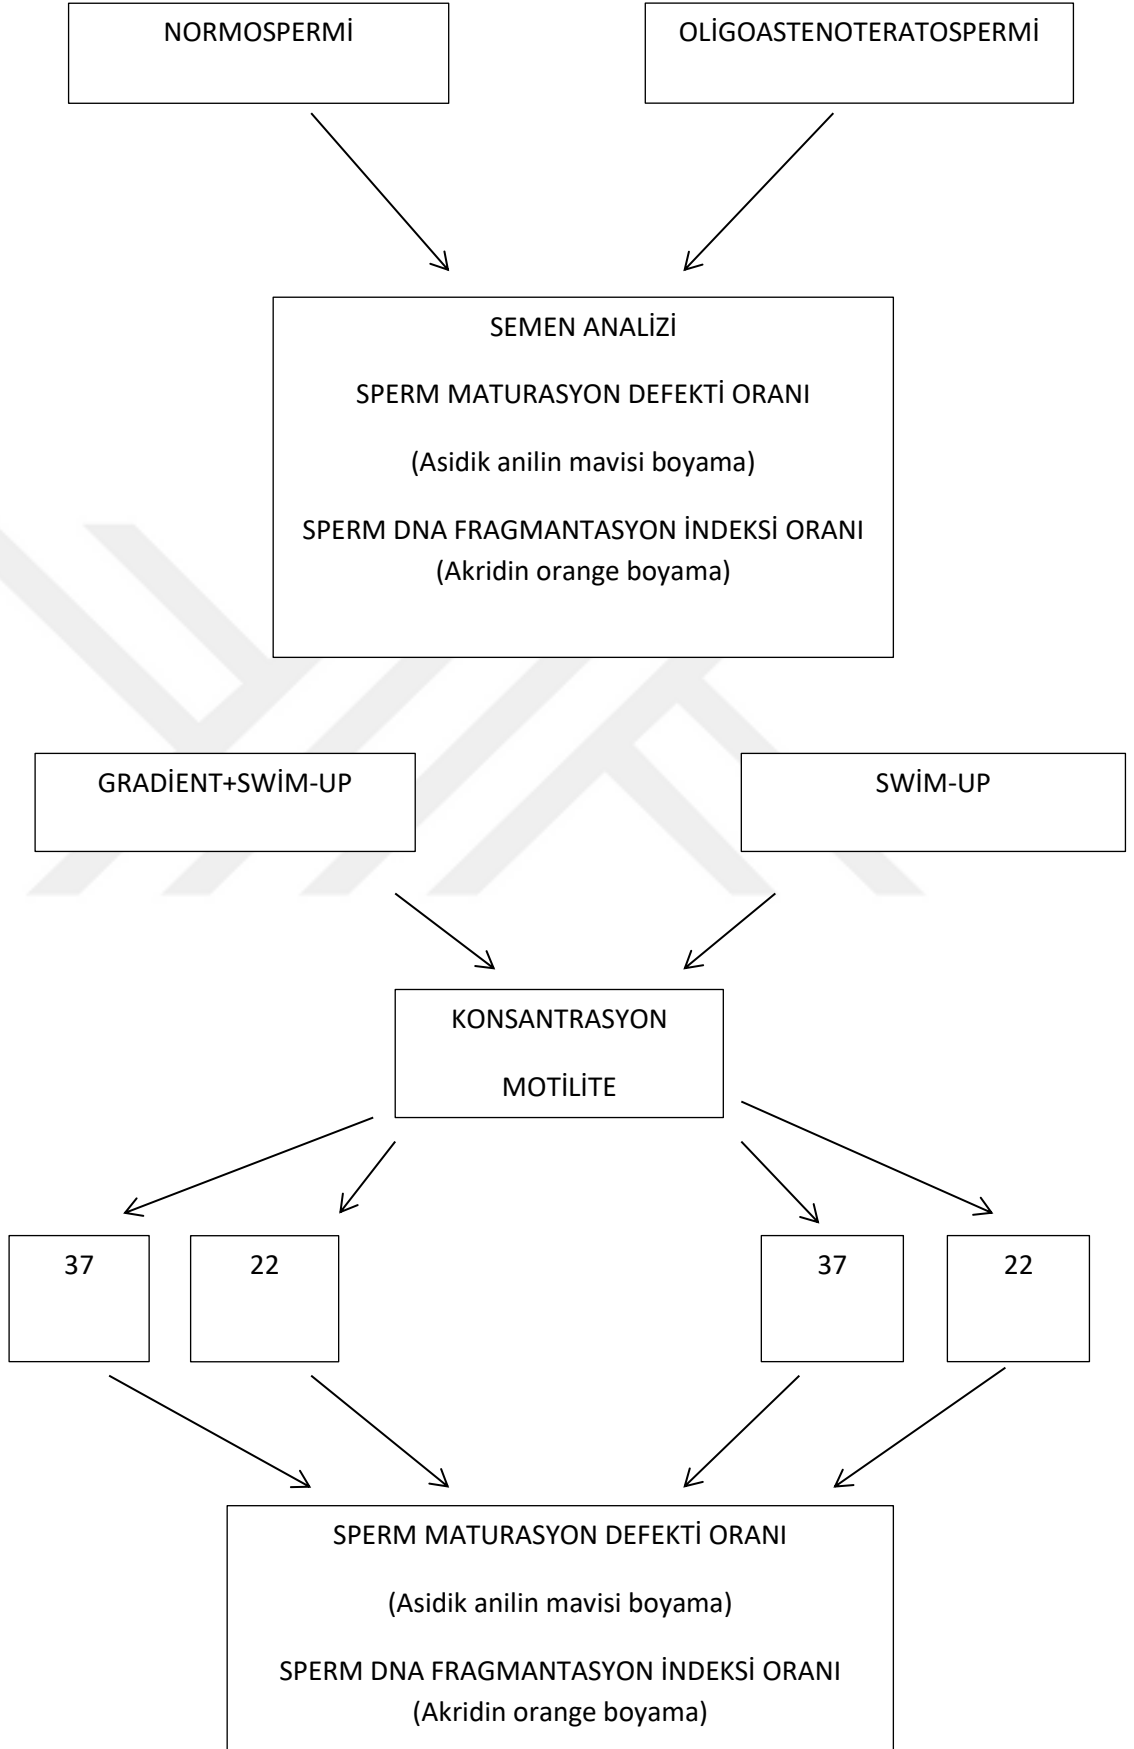 NORMOSPERMİ
OLİGOASTENOTERATOSPERMİ
SEMEN ANALİZİ
SPERM MATURASYON DEFEKTİ ORANI
(Asidik anilin mavisi boyama)
SPERM DNA FRAGMANTASYON İNDEKSİ ORANI
(Akridin orange boyama)
GRADİENT+SWİM-UP
SWİM-UP
KONSANTRASYON
MOTİLİTE
37
22
37
22
SPERM MATURASYON DEFEKTİ ORANI
(Asidik anilin mavisi boyama)
SPERM DNA FRAGMANTASYON İNDEKSİ ORANI
(Akridin orange boyama)